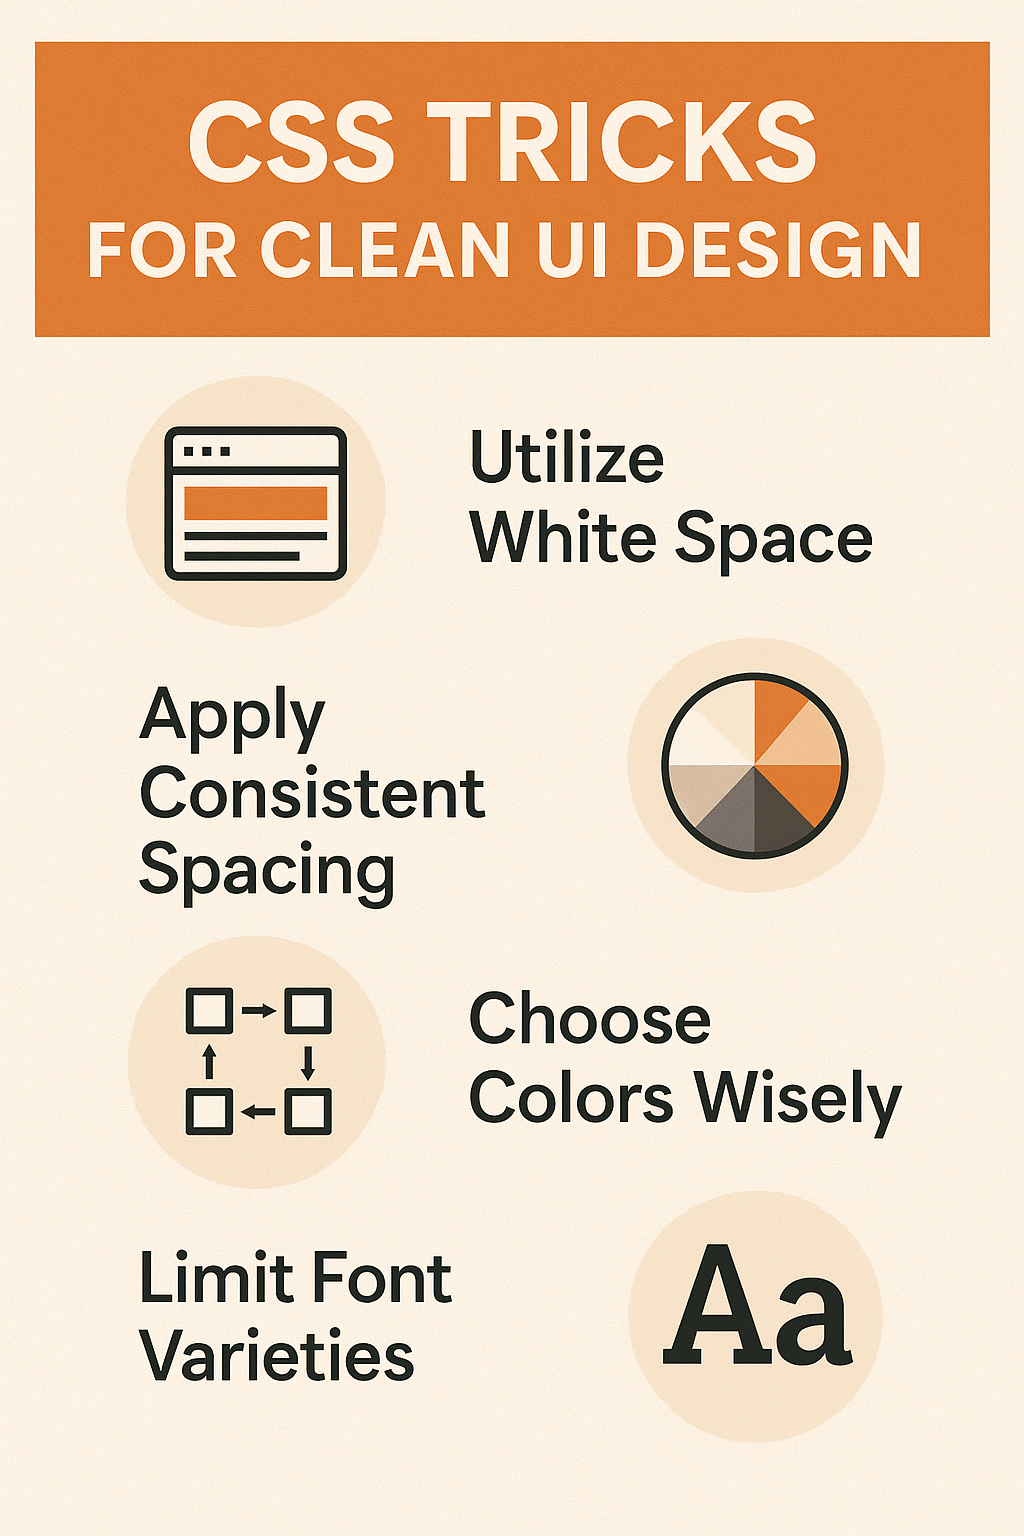 CSS TRICKS
FOR CLEAN UI DESIGN
Utilize
White Space
Apply
Consistent
Spacing
Choose
Colors Wisely
Limit Font
Varieties
Aa